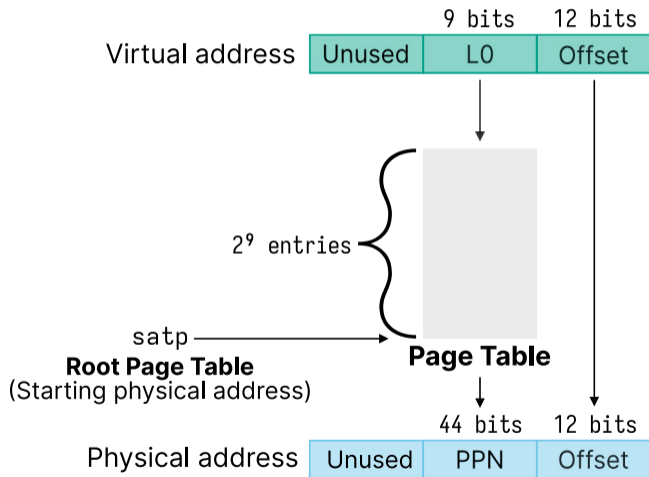 9 bits 12 bits
Virtual address Unused L0 Offset
2⁹ entries
satp
Root Page Table
(Starting physical address)
Page Table
44 bits 12 bits
Physical address Unused PPN Offset